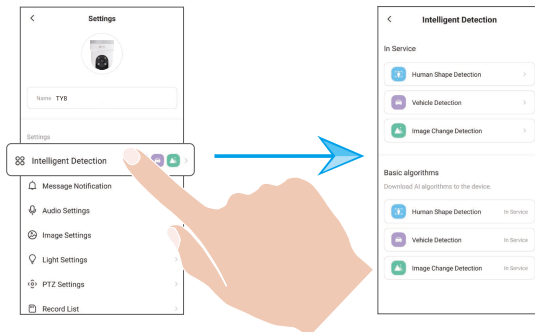 Settings
Name TYB
Settings
Intelligent Detection
Message Notification
Audio Settings
Image Settings
Light Settings
PTZ Settings
Record List
Intelligent Detection
In Service
Human Shape Detection
Vehicle Detection
Image Change Detection
Basic algorithms
Download AI algorithms to the device.
Human Shape Detection In Service
Vehicle Detection In Service
Image Change Detection In Service